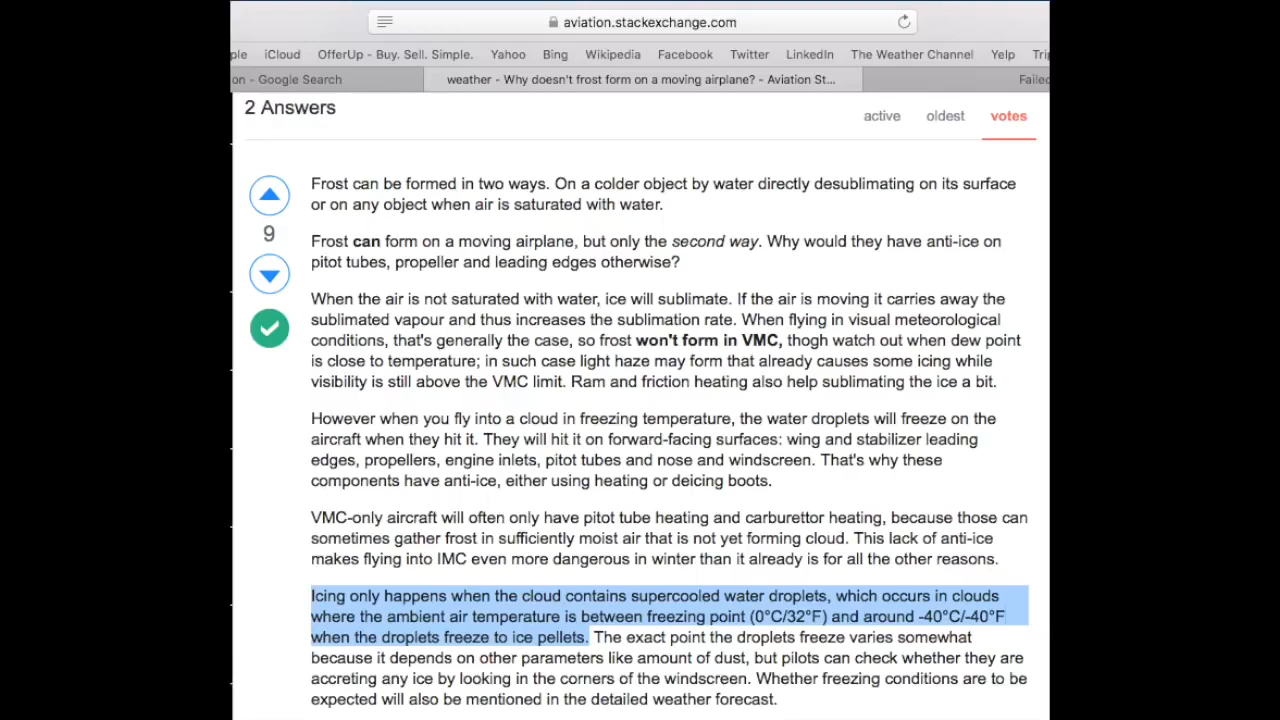 aviation.stackexchange.com
ple iCloud OfferUp - Buy. Sell. Simple. Yahoo Bing Wikipedia Facebook Twitter LinkedIn The Weather Channel Yelp Trip
on - Google Search weather - Why doesn't frost form on a moving airplane? - Aviation St... Failed
2 Answers
active oldest votes
Frost can be formed in two ways. On a colder object by water directly desublimating on its surface
or on any object when air is saturated with water.
9
Frost can form on a moving airplane, but only the second way. Why would they have anti-ice on
pitot tubes, propeller and leading edges otherwise?
When the air is not saturated with water, ice will sublimate. If the air is moving it carries away the
sublimated vapour and thus increases the sublimation rate. When flying in visual meteorological
conditions, that's generally the case, so frost won't form in VMC, thogh watch out when dew point
is close to temperature; in such case light haze may form that already causes some icing while
visibility is still above the VMC limit. Ram and friction heating also help sublimating the ice a bit.
However when you fly into a cloud in freezing temperature, the water droplets will freeze on the
aircraft when they hit it. They will hit it on forward-facing surfaces: wing and stabilizer leading
edges, propellers, engine inlets, pitot tubes and nose and windscreen. That's why these
components have anti-ice, either using heating or deicing boots.
VMC-only aircraft will often only have pitot tube heating and carburettor heating, because those can
sometimes gather frost in sufficiently moist air that is not yet forming cloud. This lack of anti-ice
makes flying into IMC even more dangerous in winter than it already is for all the other reasons.
Icing only happens when the cloud contains supercooled water droplets, which occurs in clouds
where the ambient air temperature is between freezing point (0°C/32°F) and around -40°C/-40°F
when the droplets freeze to ice pellets. The exact point the droplets freeze varies somewhat
because it depends on other parameters like amount of dust, but pilots can check whether they are
accreting any ice by looking in the corners of the windscreen. Whether freezing conditions are to be
expected will also be mentioned in the detailed weather forecast.